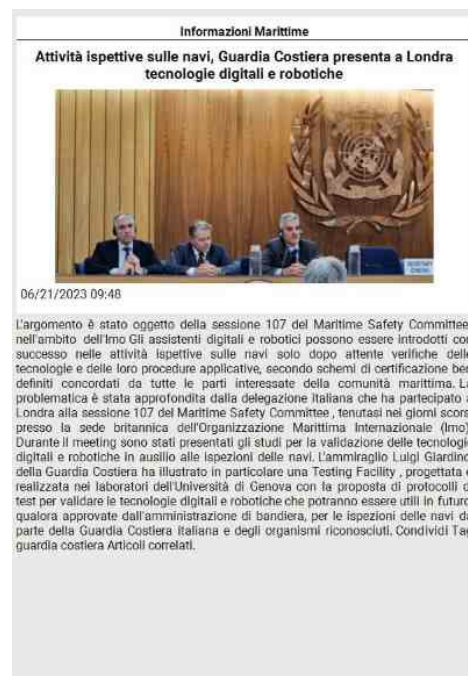 Informazioni Marittime
Attività ispettive sulle navi, Guardia Costiera presenta a Londra
tecnologie digitali e robotiche
06/21/2023 09:48
L'argomento è stato oggetto della sessione 107 del Maritime Safety Committee,
nell'ambito dell'Imo Gli assistenti digitali e robotici possono essere introdotti
successo nelle attività ispettive sulle navi solo dopo attente verifiche
tecnologie e delle loro procedure applicative, secondo schemi di certificazione
definiti concordati da tutte le parti interessate della comunità marittima.
problematica è stata approfondita dalla delegazione italiana che ha partecipato
Londra alla sessione 107 del Maritime Safety Committee , tenutasi nei giorni
presso la sede britannica dell'Organizzazione Marittima Internazionale (Imo)
Durante il meeting sono stati presentati gli studi per la validazione delle
digitali e robotiche in ausilio alle ispezioni delle navi. L'ammiraglio Luigi Giardino
della Guardia Costiera ha illustrato in particolare una Testing Facility , progettata
realizzata nei laboratori dell'Università di Genova con la proposta di protocolli
test per validare le tecnologie digitali e robotiche che potranno essere utili in futuro
qualora approvate dall'amministrazione di bandiera, per le ispezioni delle navi
parte della Guardia Costiera italiana e degli organismi riconosciuti. Condividi
guardia costiera Articoli correlati.